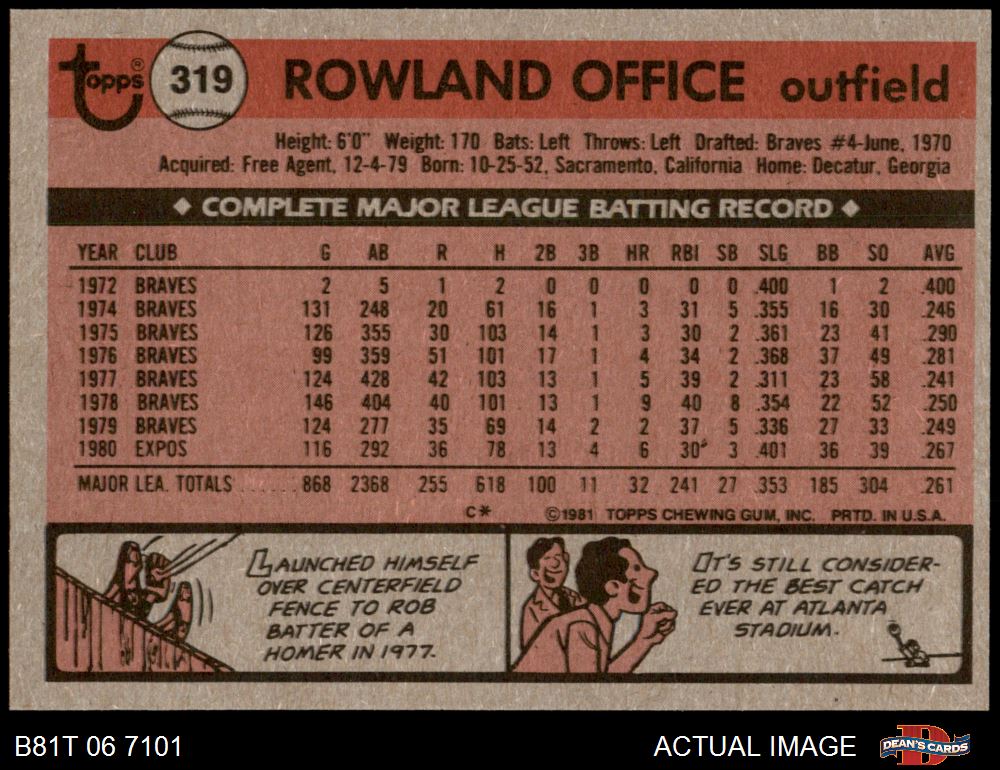 Topps® 319 ROWLAND OFFICE outfield
Height: 6'0" Weight: 170 Bats: Left Throws: Left Drafted: Braves #4-June, 1970
Acquired: Free Agent, 12-4-79 Born: 10-25-52, Sacramento, California Home: Decatur, Georgia
◆ COMPLETE MAJOR LEAGUE BATTING RECORD ◆
YEAR CLUB G AB R H 2B 3B HR RBI SB SLG BB SO AVG
1972 BRAVES 2 5 1 2 0 0 0 0 0 .400 1 2 .400
1974 BRAVES 131 248 20 61 16 1 3 31 5 .355 16 30 .246
1975 BRAVES 126 355 30 103 14 1 3 30 2 .361 23 41 .290
1976 BRAVES 99 359 51 101 17 1 4 34 2 .368 37 49 .281
1977 BRAVES 124 428 42 103 13 1 5 39 2 .311 23 58 .241
1978 BRAVES 146 404 40 101 13 1 9 40 8 .354 22 52 .250
1979 BRAVES 124 277 35 69 14 2 2 37 5 .336 27 33 .249
1980 EXPOS 116 292 36 78 13 4 6 30 3 .401 36 39 .267
MAJOR LEA. TOTALS ...... 868 2368 255 618 100 11 32 241 27 .353 185 304 .261
C* ©1981 TOPPS CHEWING GUM, INC. PRTD. IN U.S.A.
LAUNCHED HIMSELF
OVER CENTERFIELD
FENCE TO ROB
BATTER OF A
HOMER IN 1977.
IT'S STILL CONSIDER-
ED THE BEST CATCH
EVER AT ATLANTA
STADIUM.
B81T 06 7101 ACTUAL IMAGE DEAN'S CARDS